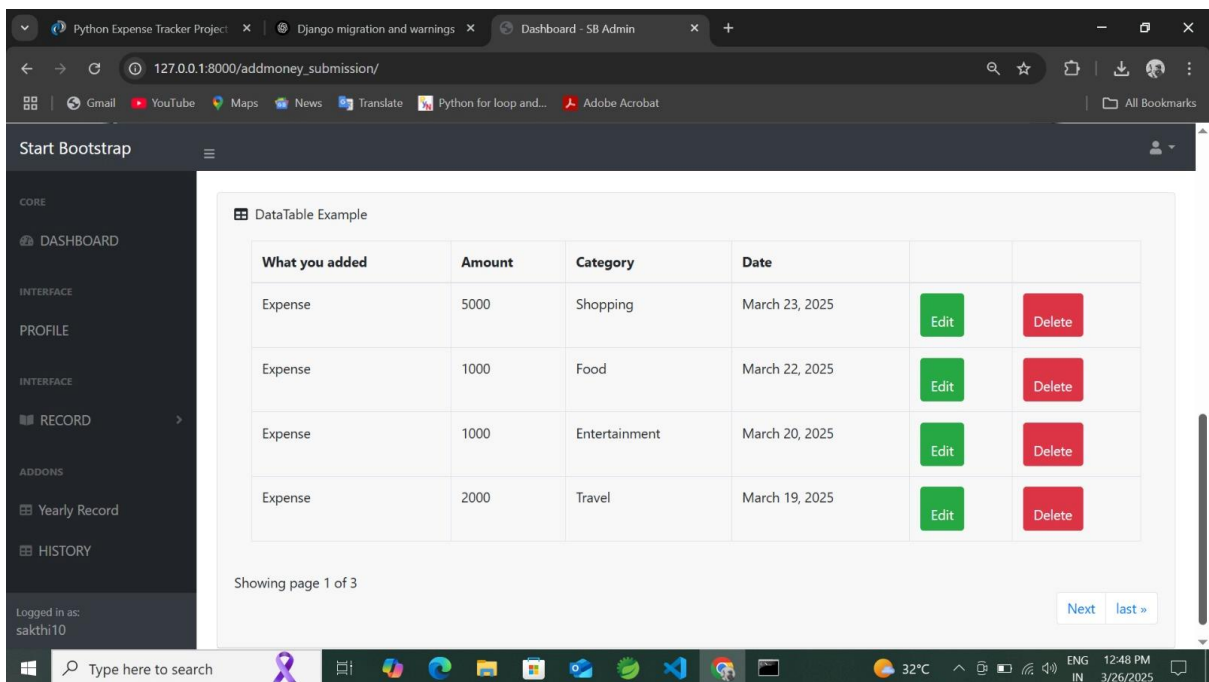 Python Expense Tracker Project
Django migration and warnings
Dashboard - SB Admin
127.0.0.1:8000/addmoney_submission/
Gmail YouTube Maps News Translate Python for loop and... Adobe Acrobat All Bookmarks
Start Bootstrap
CORE
DASHBOARD
INTERFACE
PROFILE
INTERFACE
RECORD
ADDONS
Yearly Record
HISTORY
Logged in as:
sakthi10
DataTable Example
What you added Amount Category Date
Expense 5000 Shopping March 23, 2025 Edit Delete
Expense 1000 Food March 22, 2025 Edit Delete
Expense 1000 Entertainment March 20, 2025 Edit Delete
Expense 2000 Travel March 19, 2025 Edit Delete
Showing page 1 of 3
Next last »
Type here to search
32°C
ENG
IN
12:48 PM
3/26/2025